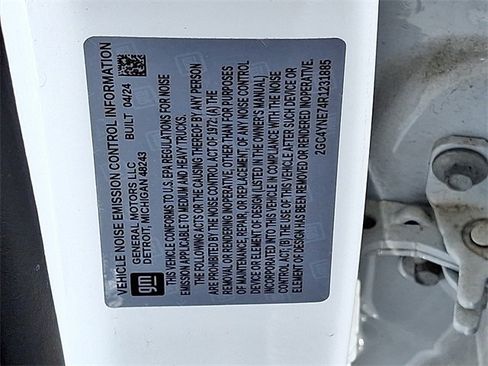 VEHICLE NOISE EMISSION CONTROL INFORMATION
GENERAL MOTORS LLC BUILT 04/24
DETROIT, MICHIGAN 48243
THIS VEHICLE CONFORMS TO U.S. EPA REGULATIONS FOR NOISE
EMISSION APPLICABLE TO MEDIUM AND HEAVY TRUCKS.
THE FOLLOWING ACTS OR THE CAUSING THEREOF BY ANY PERSON
ARE PROHIBITED BY THE NOISE CONTROL ACT OF 1972: (A) THE
REMOVAL OR RENDERING INOPERATIVE, OTHER THAN FOR PURPOSES
OF MAINTENANCE, REPAIR, OR REPLACEMENT, OF ANY NOISE CONTROL
DEVICE OR ELEMENT OF DESIGN (LISTED IN THE OWNER'S MANUAL)
INCORPORATED INTO THIS VEHICLE IN COMPLIANCE WITH THE NOISE
CONTROL ACT; (B) THE USE OF THIS VEHICLE AFTER SUCH DEVICE OR
ELEMENT OF DESIGN HAS BEEN REMOVED OR RENDERED INOPERATIVE.
gm
2GC4YKE74R1231885